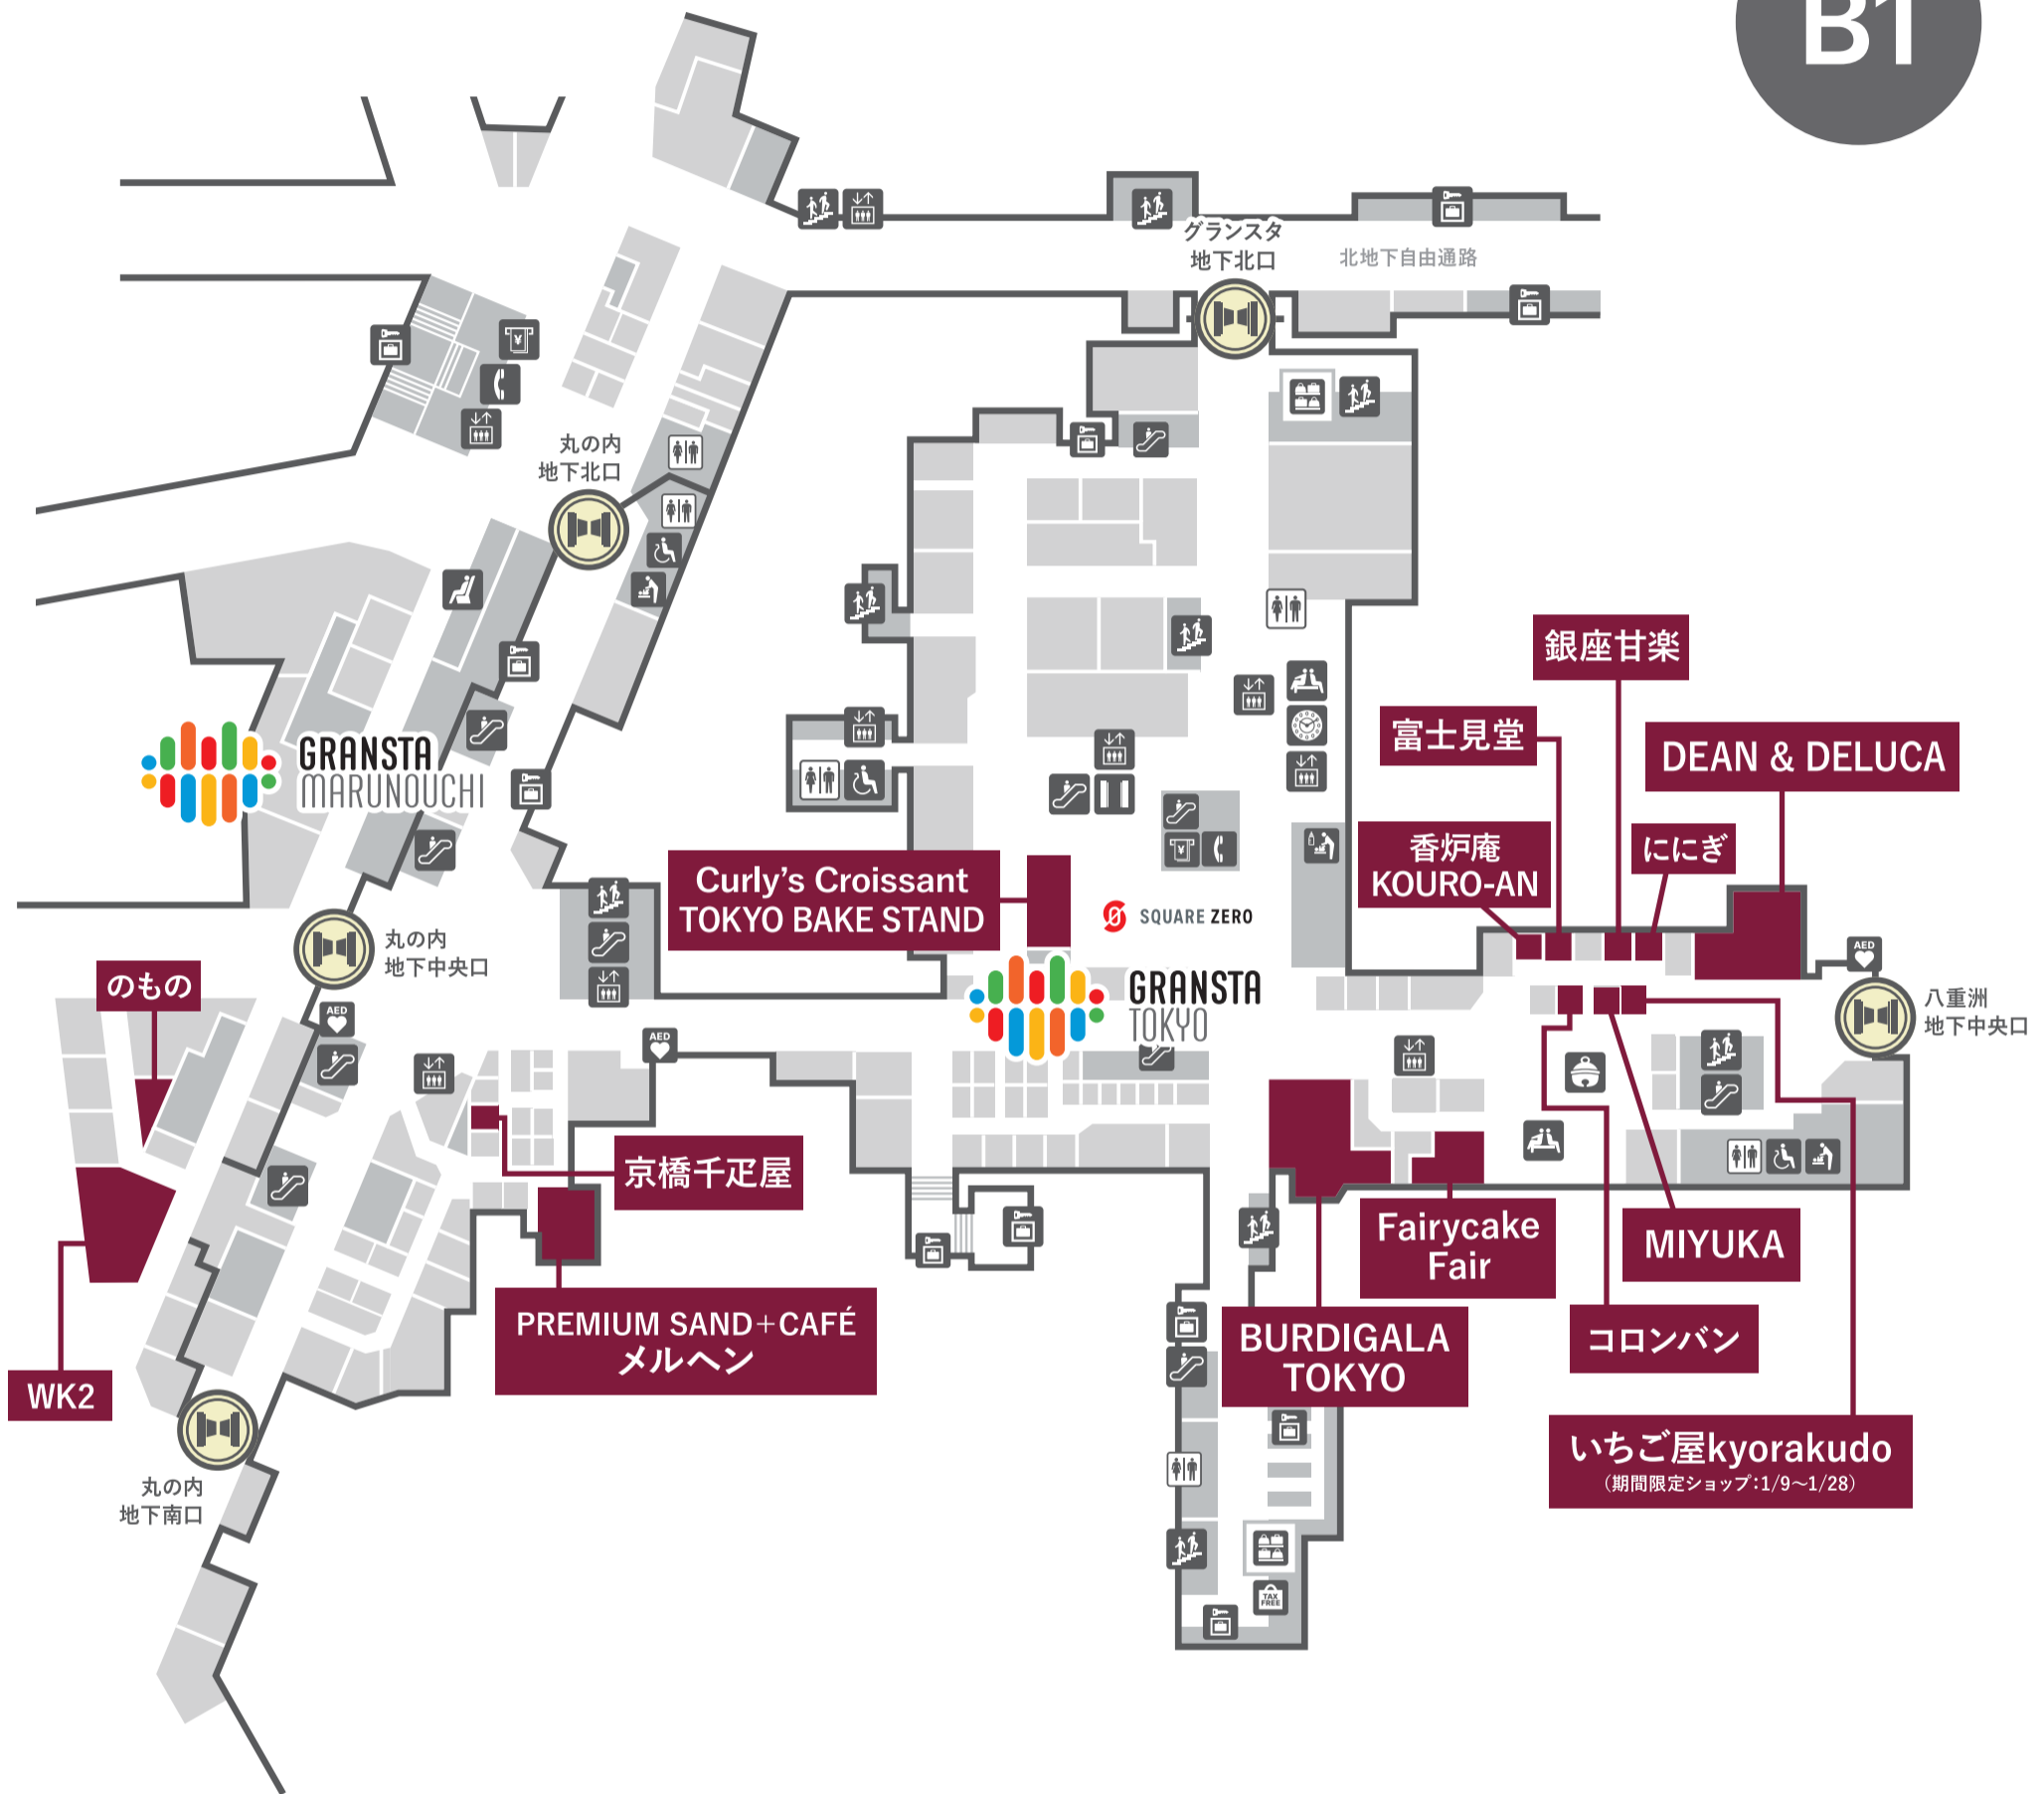 B1
グランスタ
地下北口
北地下自由通路
丸の内
地下北口
銀座甘楽
富士見堂
DEAN & DELUCA
GRANSTA
MARUNOUCHI
香炉庵
KOURO-AN
ににぎ
Curly's Croissant
TOKYO BAKE STAND
SQUARE ZERO
丸の内
地下中央口
AED
のもの
GRANSTA
TOKYO
八重洲
地下中央口
AED
AED
京橋千疋屋
Fairycake
Fair
MIYUKA
PREMIUM SAND+CAFÉ
メルヘン
BURDIGALA
TOKYO
コロンバン
WK2
いちご屋kyorakudo
（期間限定ショップ：1/9～1/28）
丸の内
地下南口
TAX
FREE